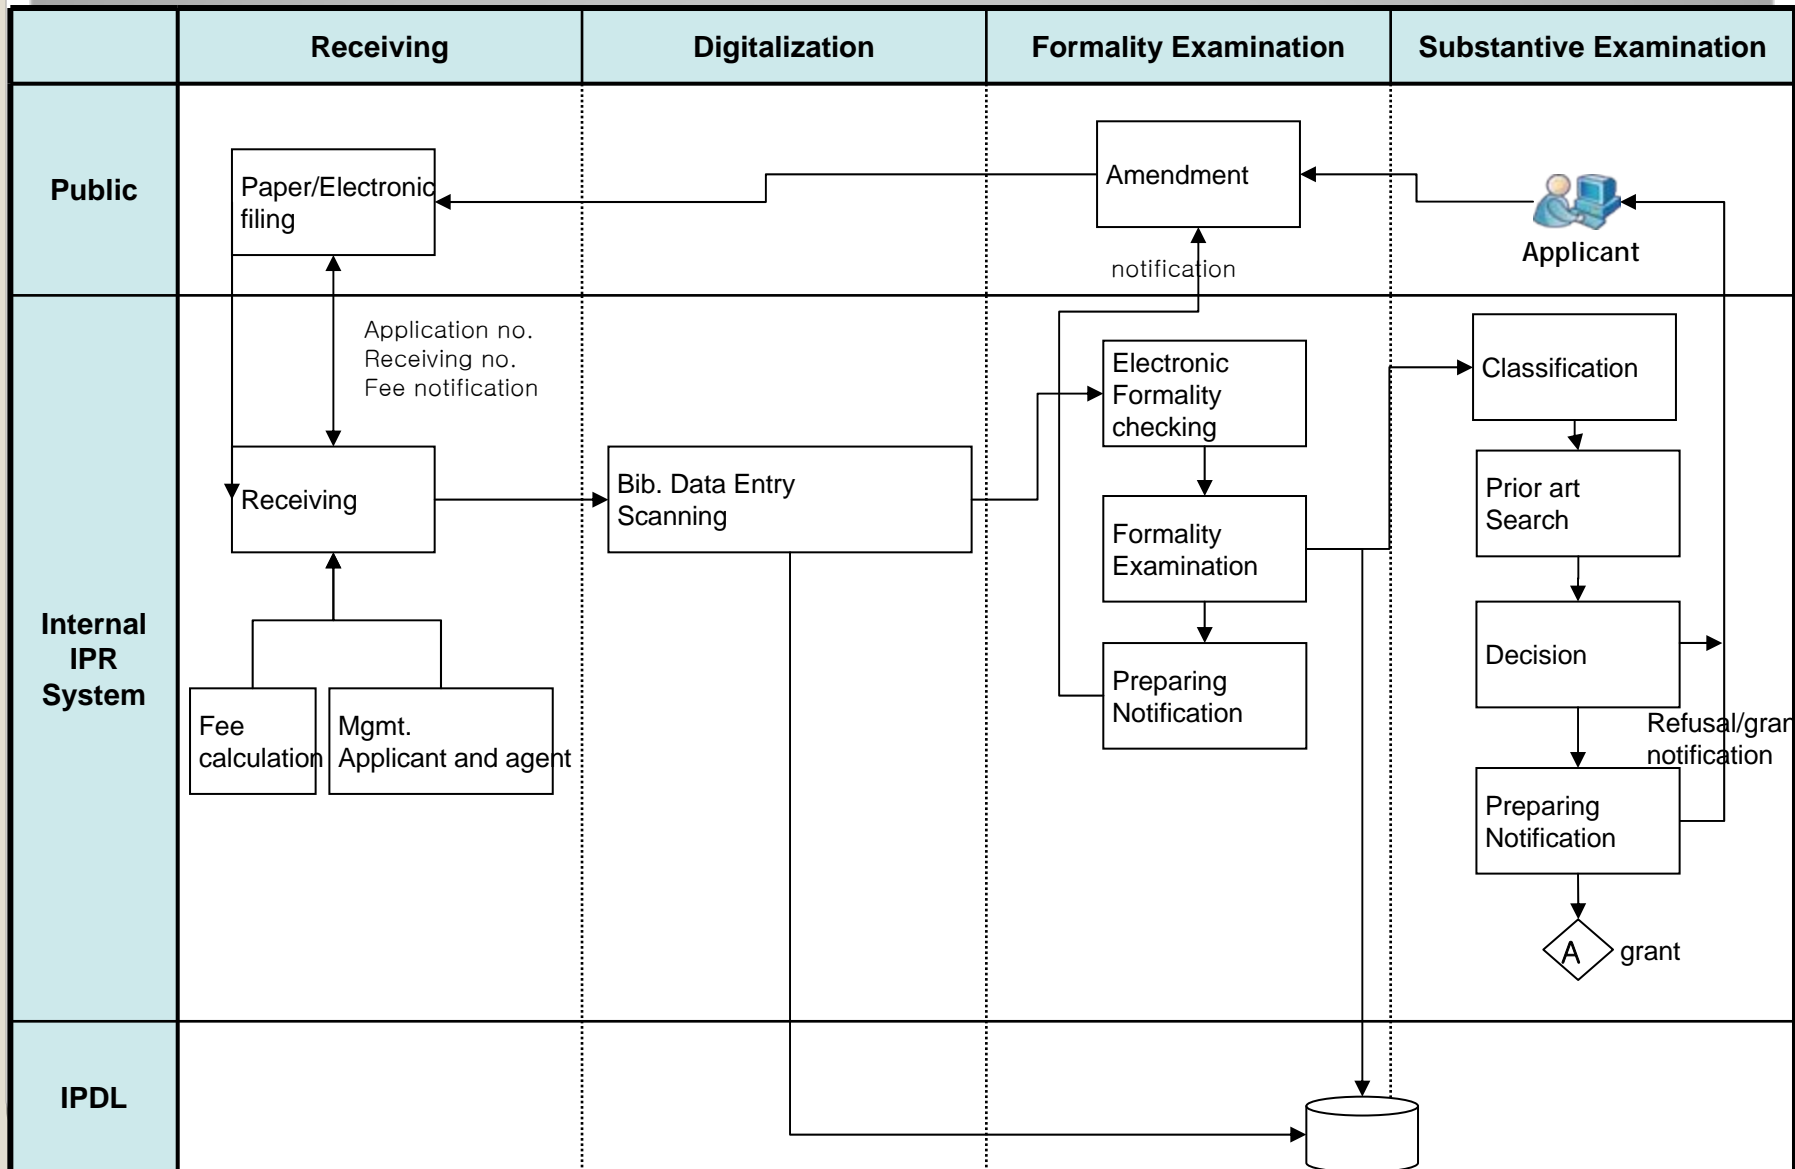 Receiving
Digitalization
Formality Examination
Substantive Examination
Public
Paper/Electronic
filing
Amendment
Applicant
notification
Internal
IPR
System
Application no.
Receiving no.
Fee notification
Receiving
Fee
calculation
Mgmt.
Applicant and agent
Bib. Data Entry
Scanning
Electronic
Formality
checking
Formality
Examination
Preparing
Notification
Classification
Prior art
Search
Decision
Refusal/gran
notification
Preparing
Notification
A
grant
IPDL